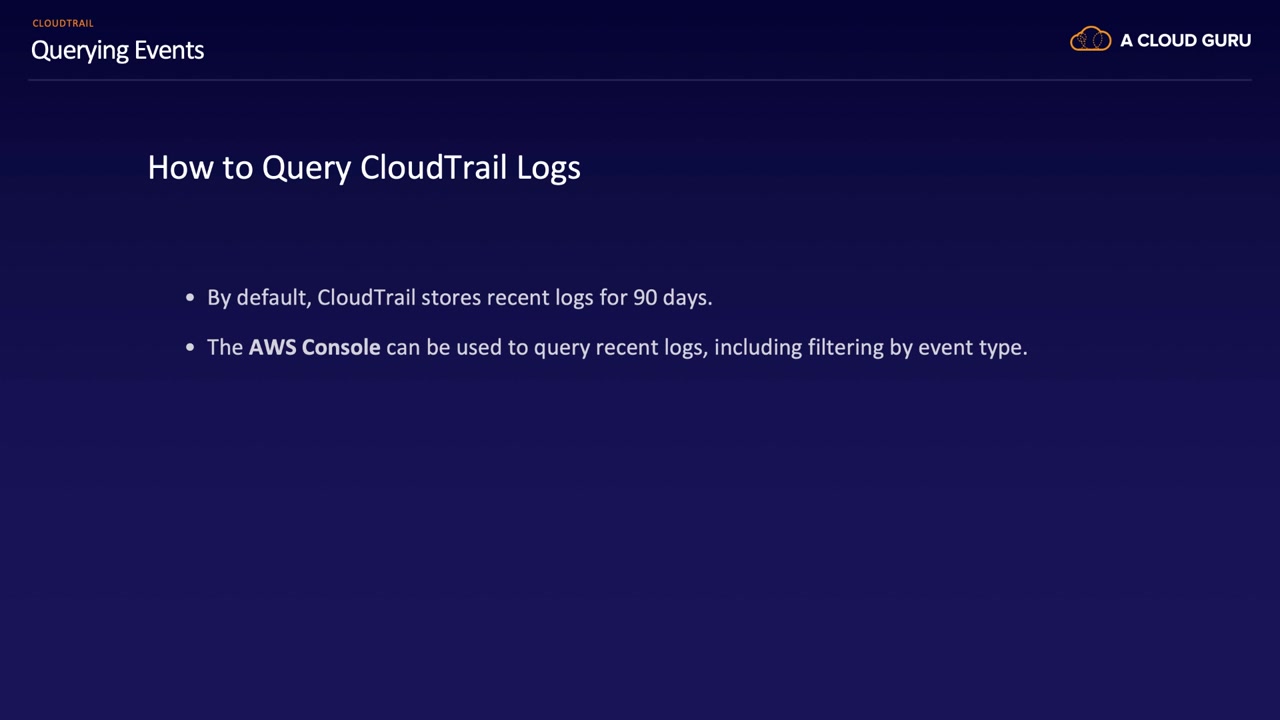 CLOUDTRAIL
Querying Events
A CLOUD GURU
How to Query CloudTrail Logs
• By default, CloudTrail stores recent logs for 90 days.
• The AWS Console can be used to query recent logs, including filtering by event type.